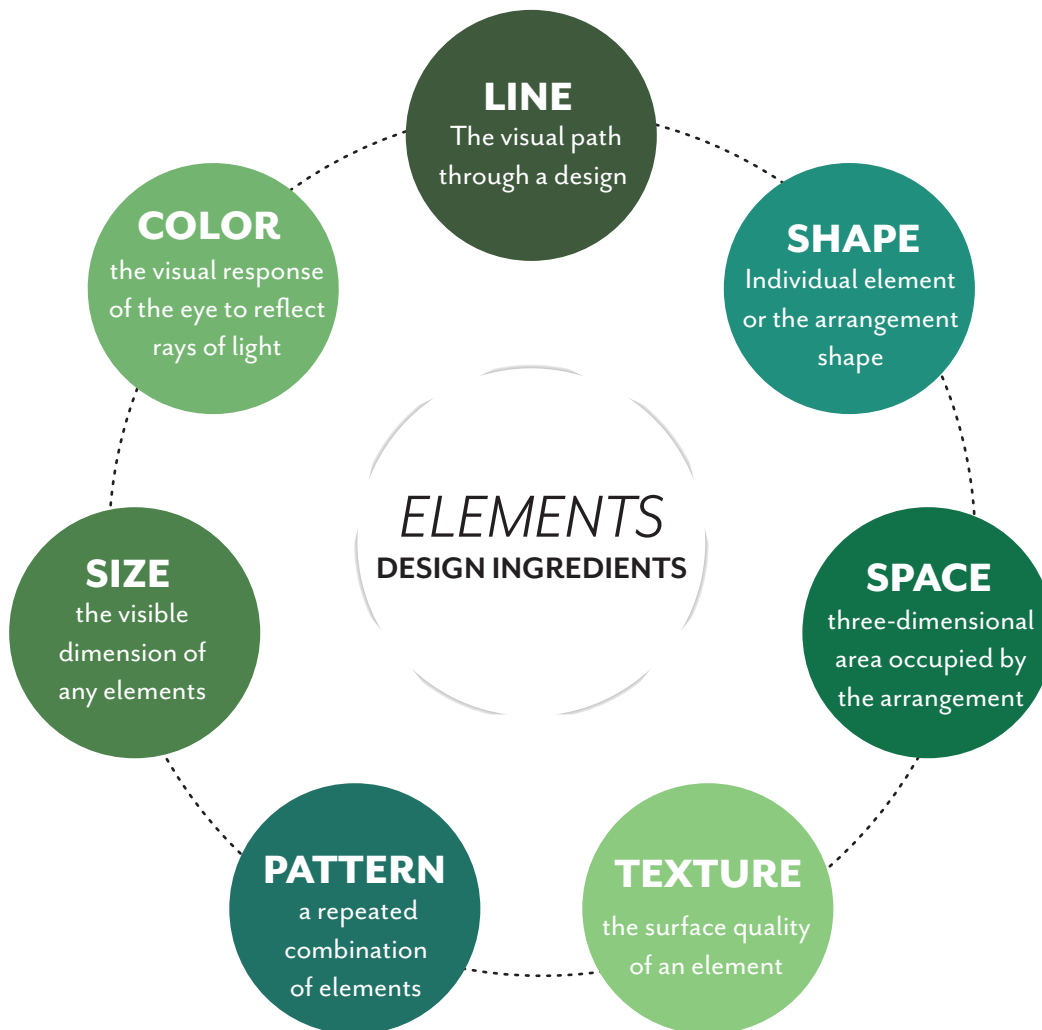 LINE
The visual path
through a design
SHAPE
Individual element
or the arrangement
shape
SPACE
three-dimensional
area occupied by
the arrangement
TEXTURE
the surface quality
of an element
PATTERN
a repeated
combination
of elements
SIZE
the visible
dimension of
any elements
COLOR
the visual response
of the eye to reflect
rays of light
ELEMENTS
DESIGN INGREDIENTS